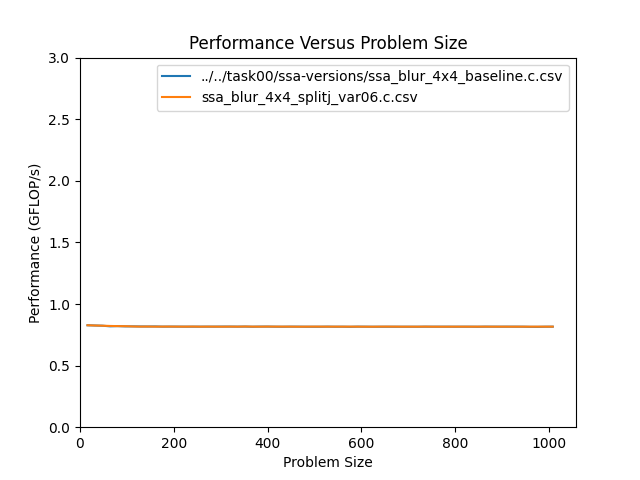 Performance Versus Problem Size
../../task00/ssa-versions/ssa_blur_4x4_baseline.c.csv
ssa_blur_4x4_splitj_var06.c.csv
Performance (GFLOP/s)
3.0
2.5
2.0
1.5
1.0
0.5
0.0
0 200 400 600 800 1000
Problem Size